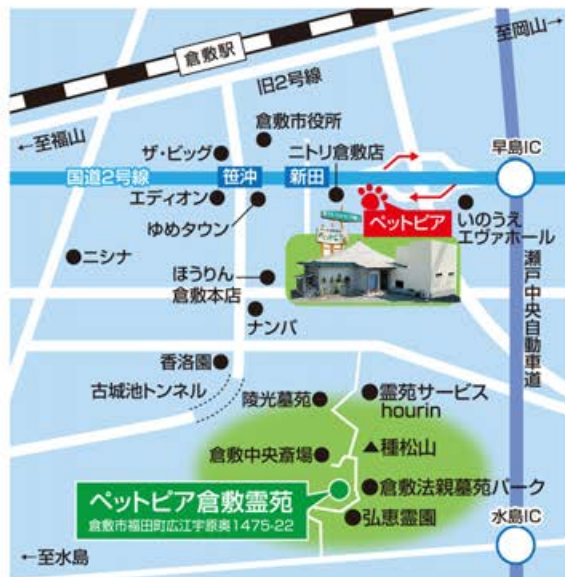 至岡山→
倉敷駅
旧2号線
←至福山
倉敷市役所
ザ・ビッグ
ニトリ倉敷店
早島IC
国道2号線
笹沖
新田
エディオン
ゆめタウン
ペットピア
いのうえ
エヴァホール
ニシナ
ほうりん
倉敷本店
瀬戸中央自動車道
ナンバ
香洛園
古城池トンネル
陵光墓苑
霊苑サービス
hourin
倉敷中央斎場
▲種松山
ペットピア倉敷霊苑
倉敷市福田町広江宇原奥1475-22
倉敷法親墓苑パーク
弘恵霊園
水島IC
←至水島